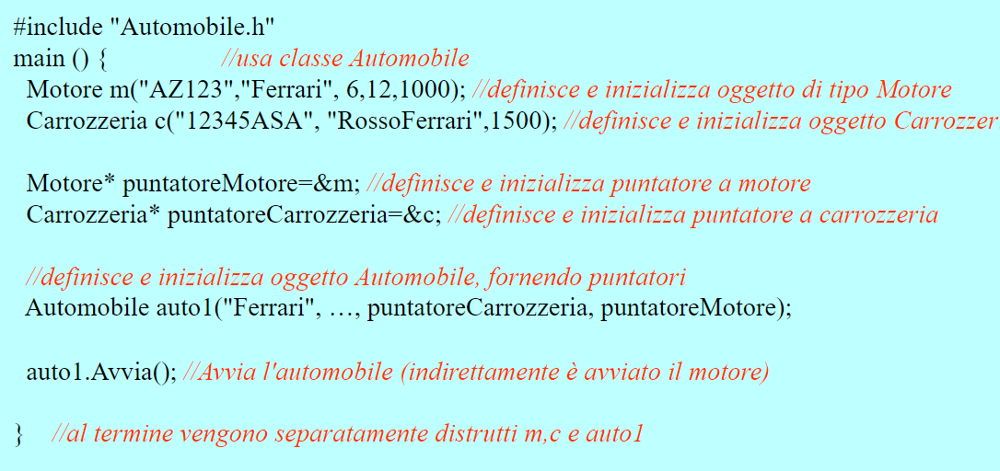 #include "Automobile.h"
main () { //usa classe Automobile
Motore m("AZ123","Ferrari", 6,12,1000); //definisce e inizializza oggetto di tipo Motore
Carrozzeria c("12345ASA", "RossoFerrari",1500); //definisce e inizializza oggetto Carrozzer
Motore* puntatoreMotore=&m; //definisce e inizializza puntatore a motore
Carrozzeria* puntatoreCarrozzeria=&c; //definisce e inizializza puntatore a carrozzeria
//definisce e inizializza oggetto Automobile, fornendo puntatori
Automobile auto1("Ferrari", …, puntatoreCarrozzeria, puntatoreMotore);
auto1.Avvia(); //Avvia l'automobile (indirettamente è avviato il motore)
} //al termine vengono separatamente distrutti m,c e auto1